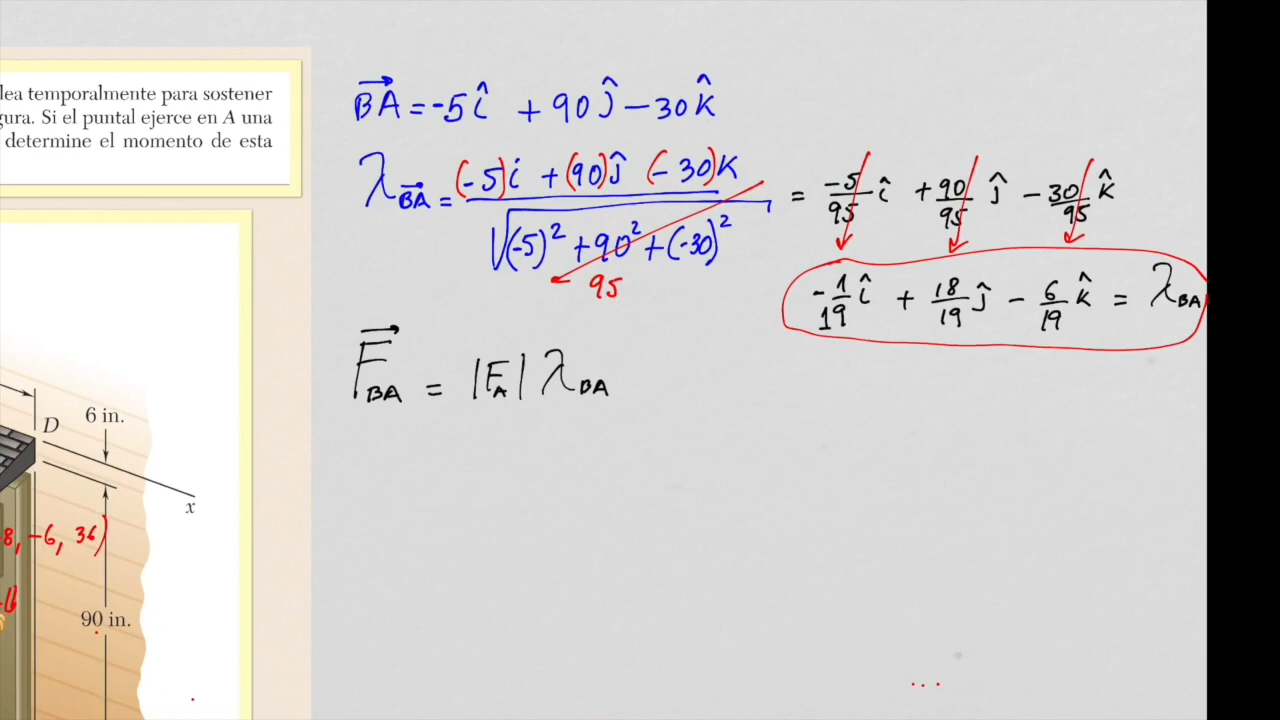 lea temporalmente para sostener
gura. Si el puntal ejerce en A una
determine el momento de esta
BA = -5î + 90ĵ - 30k̂
λBA = (-5)i + (90)ĵ (-30)k / √(-5)² + 90² + (-30)² = -5/95 î + 90/95 ĵ - 30/95 k̂
95
-1/19 î + 18/19 ĵ - 6/19 k̂ = λBA
FBA = |FA| λBA
6 in.
D
x
8, -6, 36)
90 in.
...